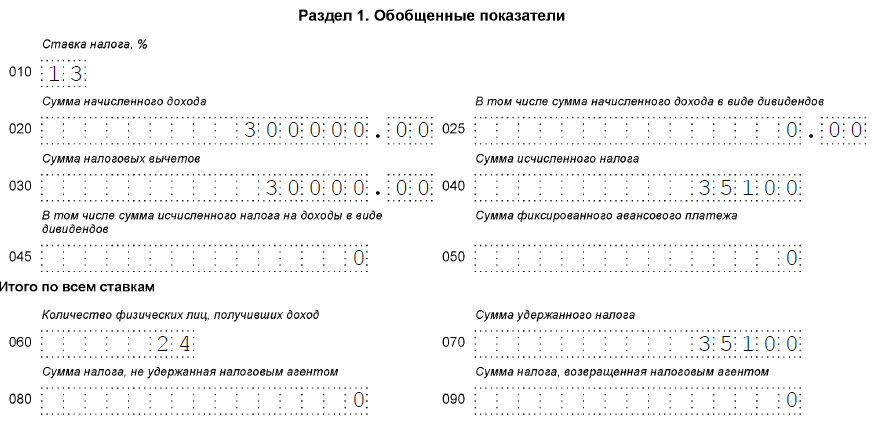 Раздел 1. Обобщенные показатели
Ставка налога, %
010 13
Сумма начисленного дохода
020 300000.00
В том числе сумма начисленного дохода в виде дивидендов
025 0.00
Сумма налоговых вычетов
030 30000.00
Сумма исчисленного налога
040 35100
В том числе сумма исчисленного налога на доходы в виде
дивидендов
045 0
Сумма фиксированного авансового платежа
050 0
Итого по всем ставкам
Количество физических лиц, получивших доход
060 24
Сумма удержанного налога
070 35100
Сумма налога, не удержанная налоговым агентом
080 0
Сумма налога, возвращенная налоговым агентом
090 0